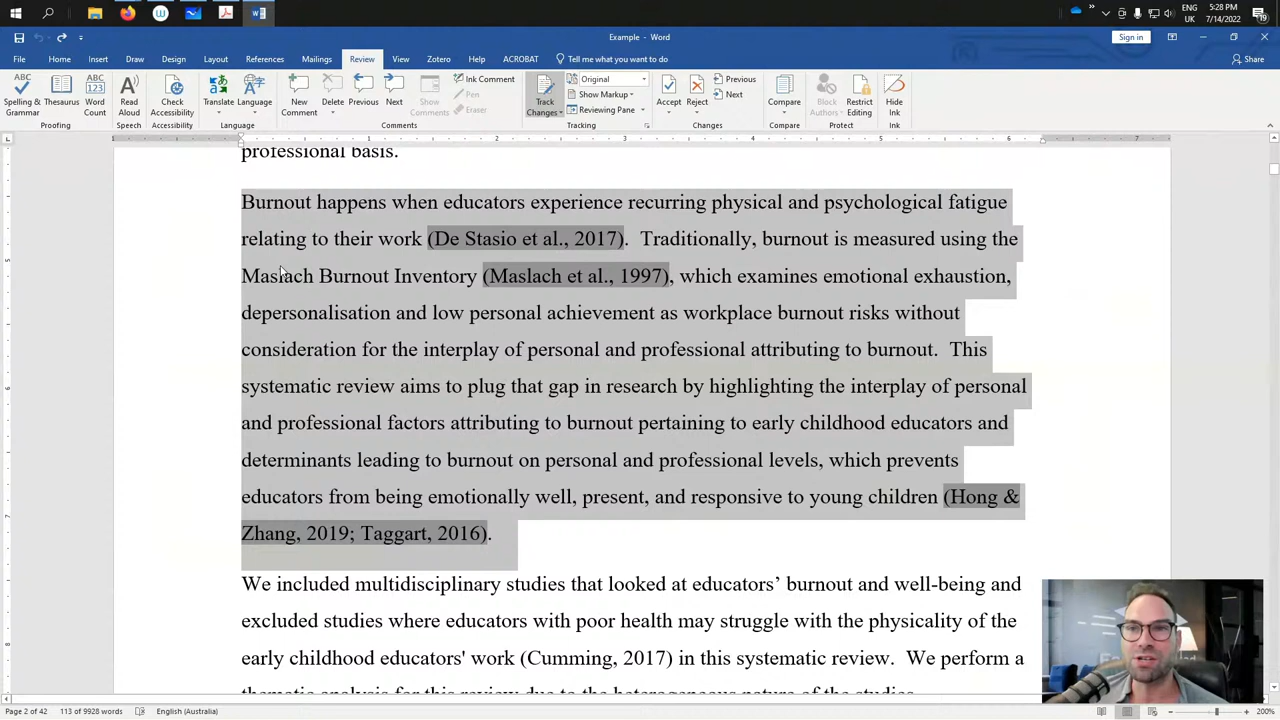 ENG
UK
5:28 PM
7/14/2022
19
Example - Word
Sign in
File
Home
Insert
Draw
Design
Layout
References
Mailings
Review
View
Zotero
Help
ACROBAT
Tell me what you want to do
Share
Spelling & Grammar
Thesaurus
Word Count
Read Aloud
Check Accessibility
Translate
Language
New Comment
Delete
Previous
Next
Show Comments
Ink Comment
Pen
Eraser
Track Changes
Original
Show Markup
Reviewing Pane
Accept
Reject
Previous
Next
Compare
Block Authors
Restrict Editing
Hide Ink
Proofing
Speech
Accessibility
Language
Comments
Tracking
Changes
Compare
Protect
Ink
professional basis.
Burnout happens when educators experience recurring physical and psychological fatigue
relating to their work (De Stasio et al., 2017).  Traditionally, burnout is measured using the
Maslach Burnout Inventory (Maslach et al., 1997), which examines emotional exhaustion,
depersonalisation and low personal achievement as workplace burnout risks without
consideration for the interplay of personal and professional attributing to burnout.  This
systematic review aims to plug that gap in research by highlighting the interplay of personal
and professional factors attributing to burnout pertaining to early childhood educators and
determinants leading to burnout on personal and professional levels, which prevents
educators from being emotionally well, present, and responsive to young children (Hong &
Zhang, 2019; Taggart, 2016).
We included multidisciplinary studies that looked at educators’ burnout and well-being and
excluded studies where educators with poor health may struggle with the physicality of the
early childhood educators' work (Cumming, 2017) in this systematic review.  We perform a
thematic analysis for this review due to the heterogeneous nature of the studies
Page 2 of 42
113 of 9928 words
English (Australia)
200%